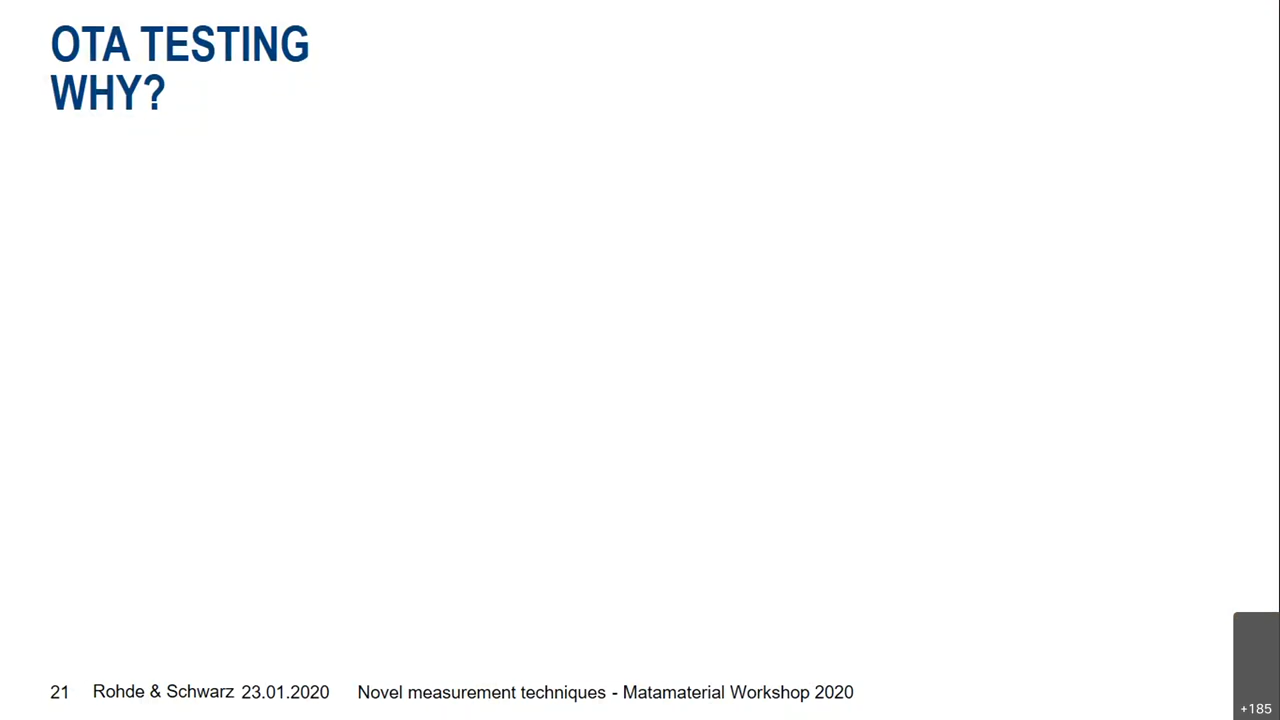 OTA TESTING
WHY?
21 Rohde & Schwarz 23.01.2020 Novel measurement techniques - Matamaterial Workshop 2020
+185